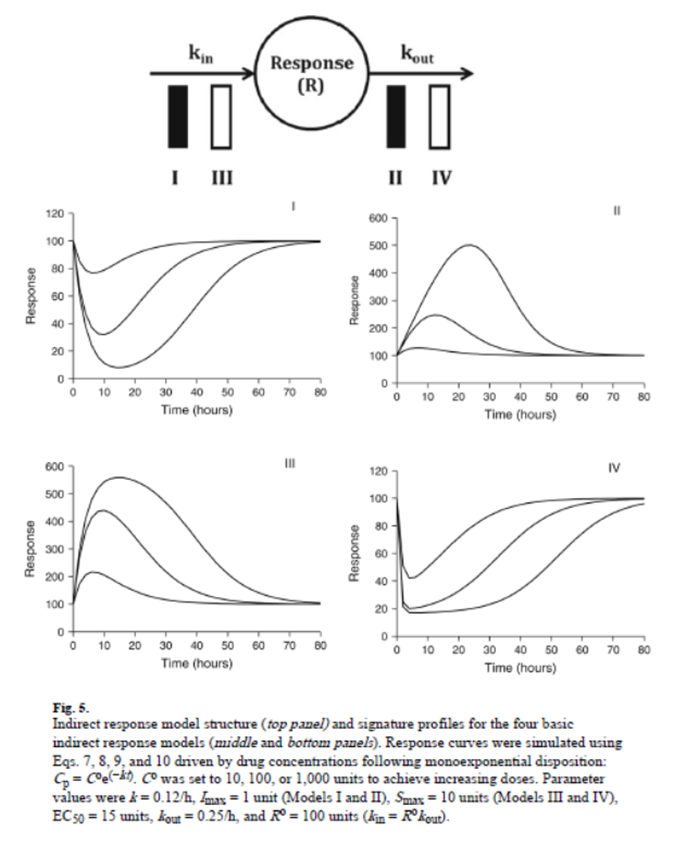 kin kout
Response
(R)
I III II IV
I
120
100
80
60
40
20
0
Response
0 10 20 30 40 50 60 70 80
Time (hours)
II
600
500
400
300
200
100
0
Response
0 10 20 30 40 50 60 70 80
Time (hours)
III
600
500
400
300
200
100
0
Response
0 10 20 30 40 50 60 70 80
Time (hours)
IV
120
100
80
60
40
20
0
Response
0 10 20 30 40 50 60 70 80
Time (hours)
Fig. 5.
Indirect response model structure (top panel) and signature profiles for the four basic
indirect response models (middle and bottom panels). Response curves were simulated using
Eqs. 7, 8, 9, and 10 driven by drug concentrations following monoexponential disposition:
Cp = C⁰e(−kt). C⁰ was set to 10, 100, or 1,000 units to achieve increasing doses. Parameter
values were k = 0.12/h, Imax = 1 unit (Models I and II), Smax = 10 units (Models III and IV),
EC50 = 15 units, kout = 0.25/h, and R⁰ = 100 units (kin = R⁰kout).